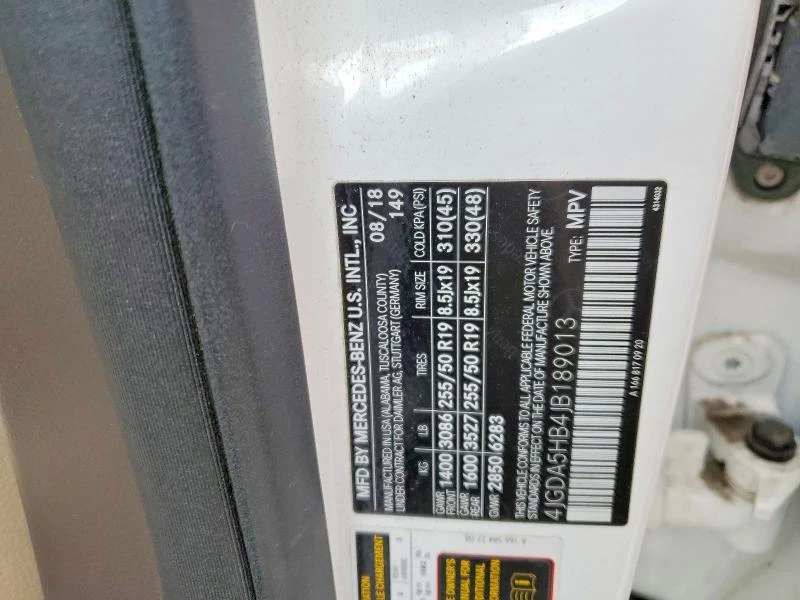 MFD BY MERCEDES-BENZ U.S. INTL., INC
MANUFACTURED IN USA (ALABAMA, TUSCALOOSA COUNTY) 08/18
UNDER CONTRACT FOR DAIMLER AG, STUTTGART (GERMANY) 149
KG LB TIRES RIM SIZE COLD KPA(PSI)
GAWR FRONT 1400 3086 255/50 R19 8.5Jx19 310(45)
GAWR REAR 1600 3527 255/50 R19 8.5Jx19 330(48)
GVWR 2850 6283
THIS VEHICLE CONFORMS TO ALL APPLICABLE FEDERAL MOTOR VEHICLE SAFETY
STANDARDS IN EFFECT ON THE DATE OF MANUFACTURE SHOWN ABOVE.
4JGDA5HB4JB189013 TYPE: MPV
A 166 817 09 20 4314032